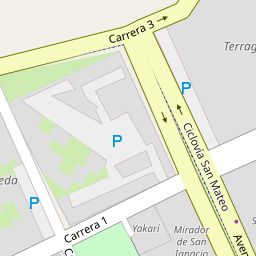 Carrera 3
Terrag
P
Ciclovía San Mateo
P
eda
P
Carrera 1
Yakarí
Mirador
de San
Ignacio
Aven